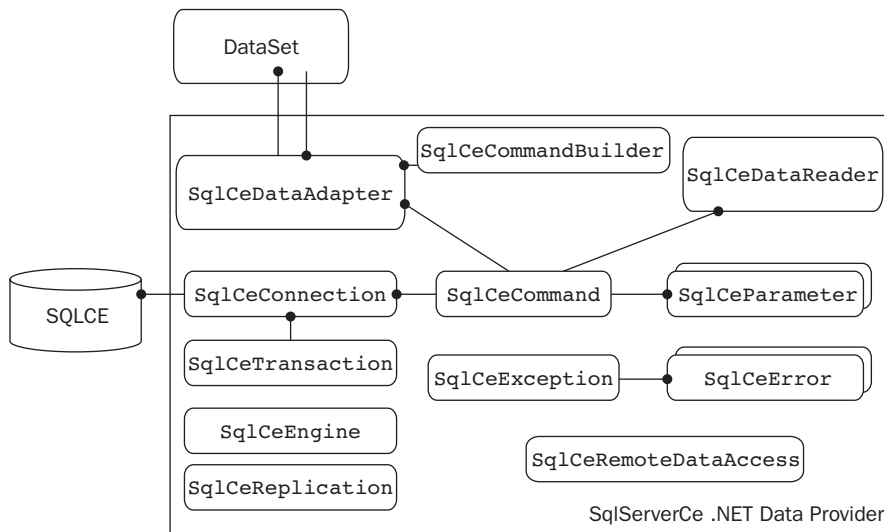 DataSet
SqlCeCommandBuilder
SqlCeDataReader
SqlCeDataAdapter
SQLCE
SqlCeConnection
SqlCeCommand
SqlCeParameter
SqlCeTransaction
SqlCeException
SqlCeError
SqlCeEngine
SqlCeRemoteDataAccess
SqlCeReplication
SqlServerCe .NET Data Provider